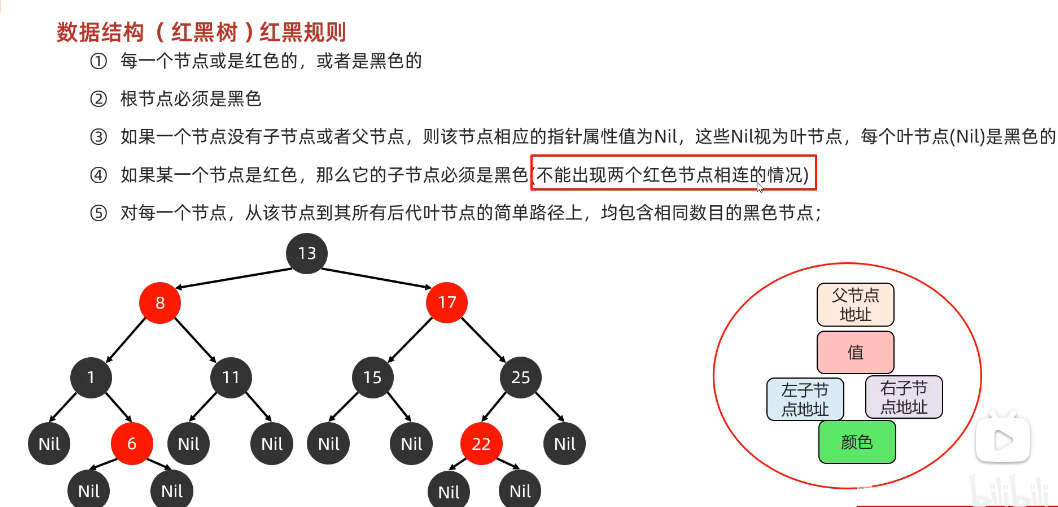 数据结构（红黑树）红黑规则
① 每一个节点或是红色的，或者是黑色的
② 根节点必须是黑色
③ 如果一个节点没有子节点或者父节点，则该节点相应的指针属性值为Nil，这些Nil视为叶节点，每个叶节点(Nil)是黑色的
④ 如果某一个节点是红色，那么它的子节点必须是黑色(不能出现两个红色节点相连的情况)
⑤ 对每一个节点，从该节点到其所有后代叶节点的简单路径上，均包含相同数目的黑色节点；
13
8 17
1 11 15 25
Nil 6 Nil Nil Nil Nil 22 Nil
Nil Nil Nil Nil
父节点
地址
值
左子节
点地址
右子节
点地址
颜色
bilibili